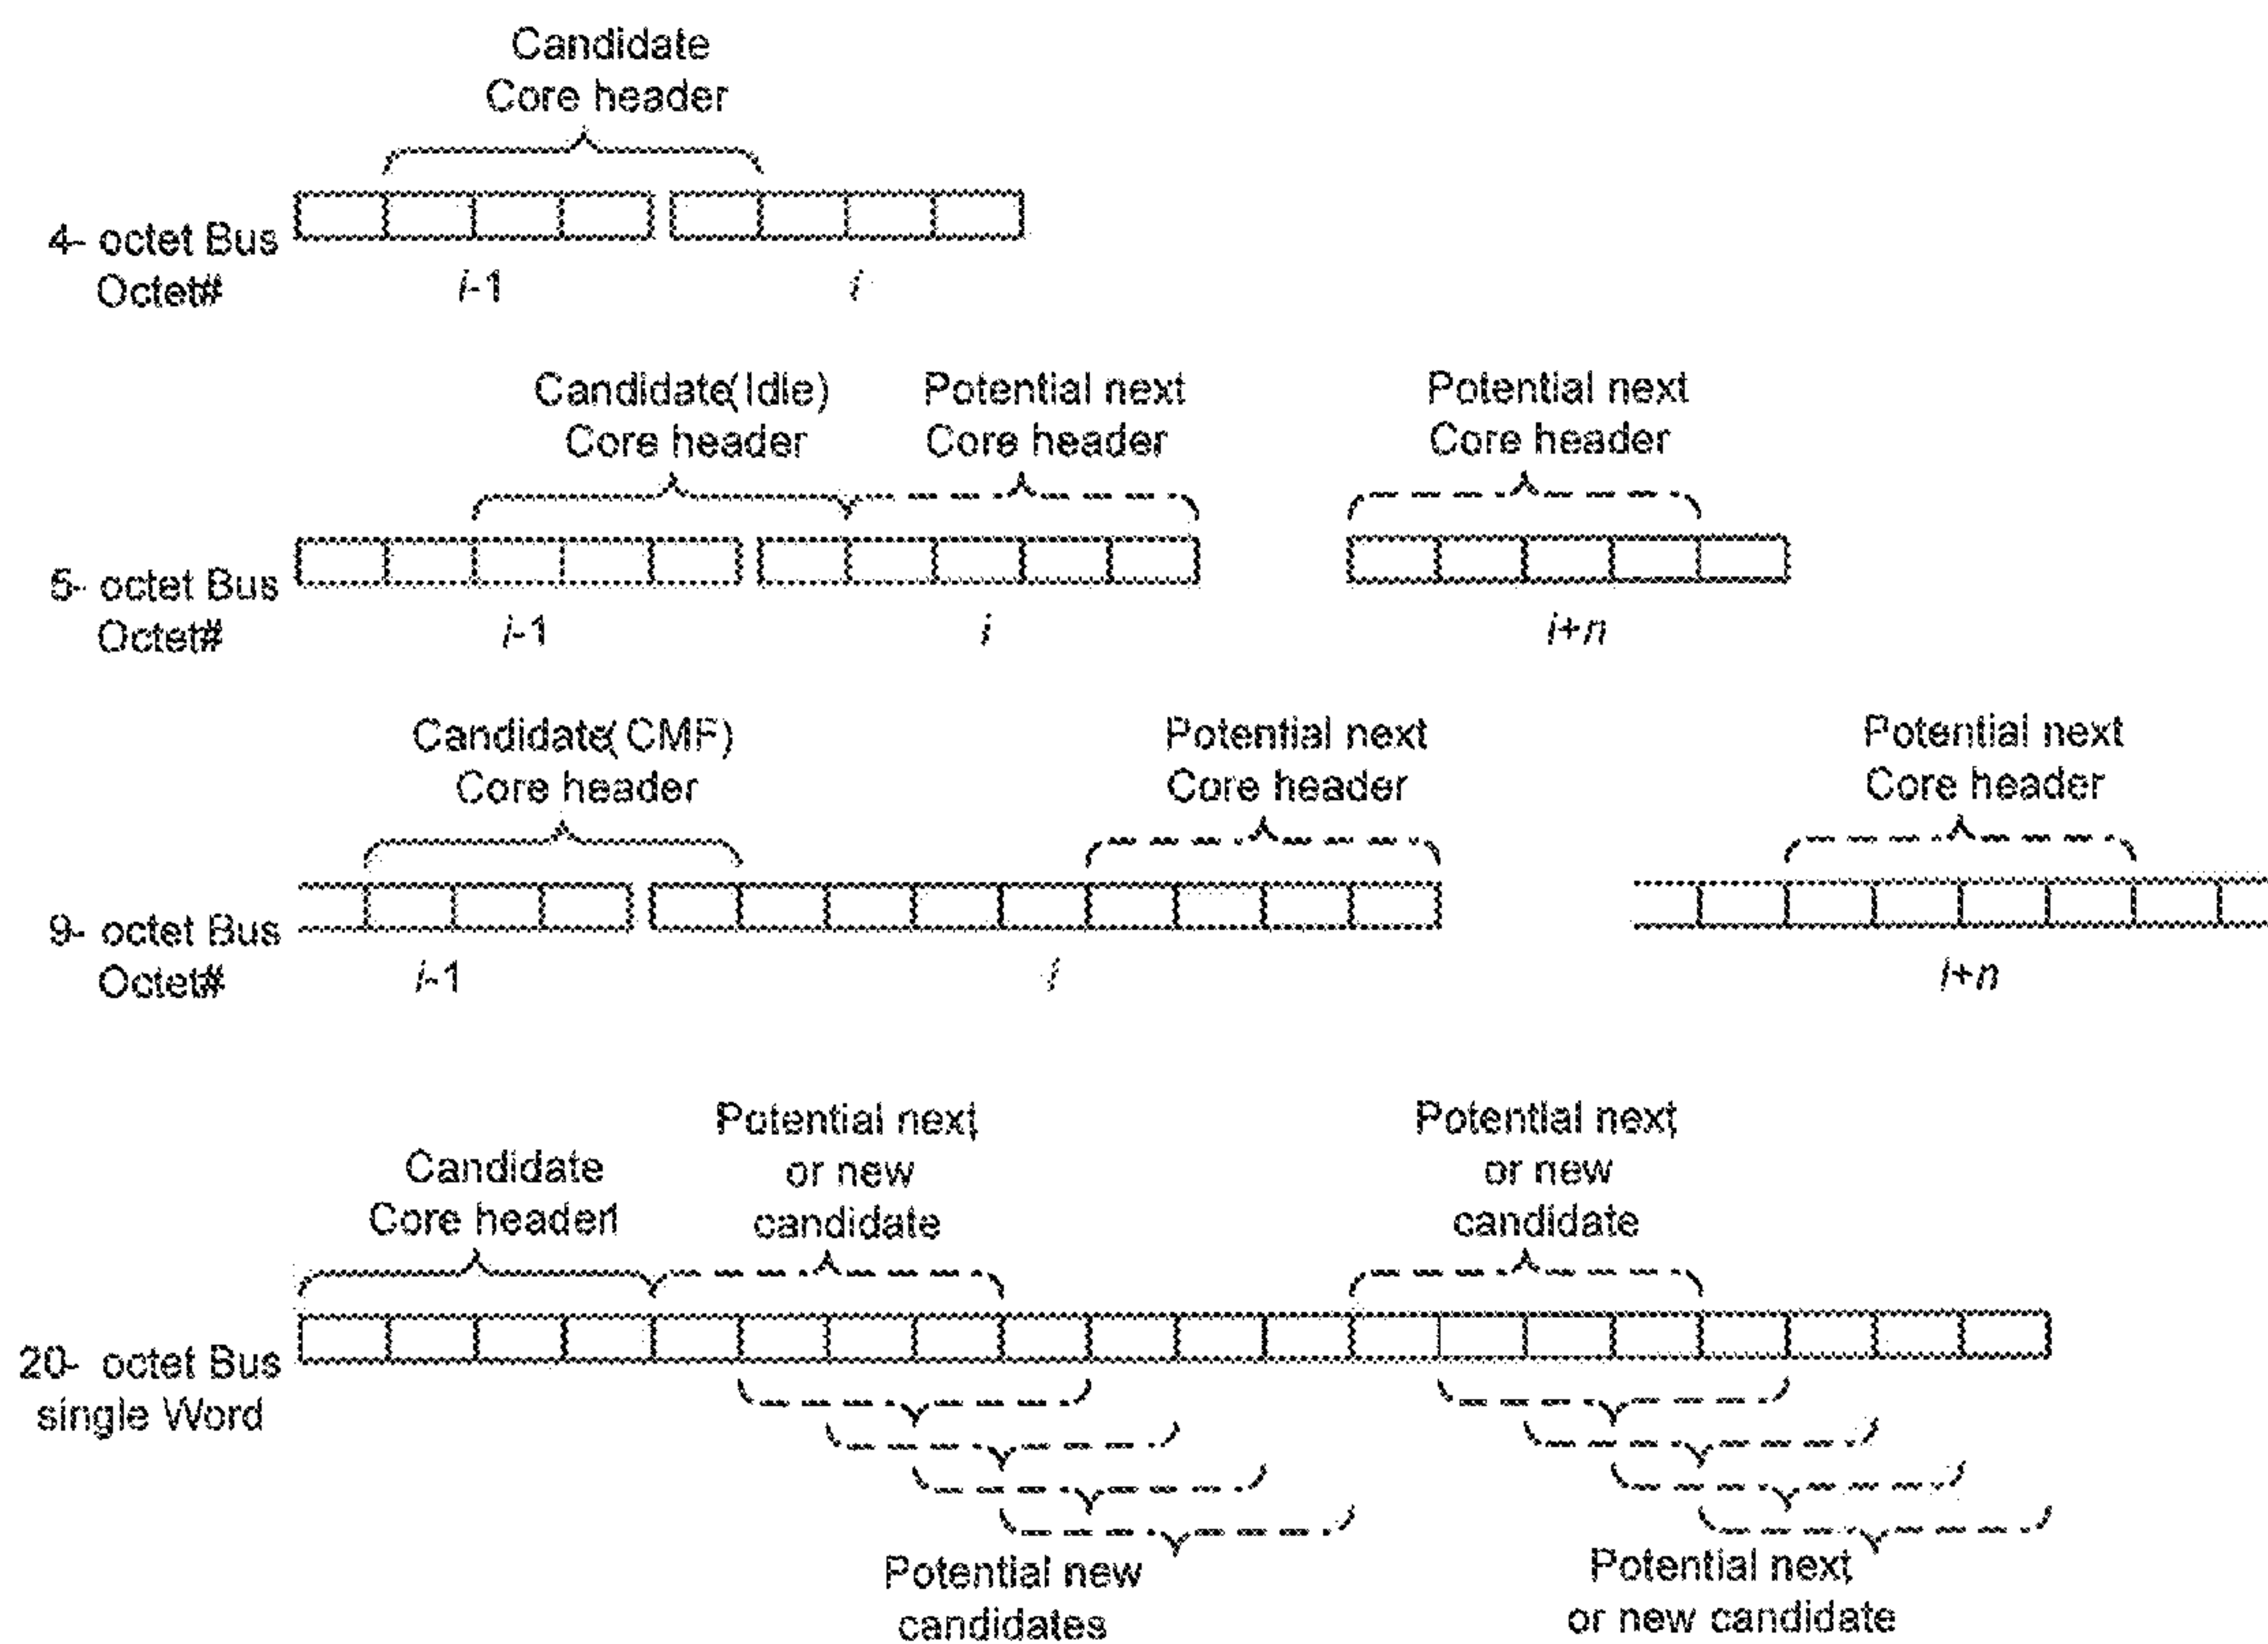 Candidate
Core header
4- octet Bus
Octet#
i-1
i
Candidate(Idle)
Core header
Potential next
Core header
Potential next
Core header
5- octet Bus
Octet#
i-1
i
i+n
Candidate(CMF)
Core header
Potential next
Core header
Potential next
Core header
9- octet Bus
Octet#
i-1
i
i+n
Candidate
Core header1
Potential next,
or new
candidate
Potential next,
or new
candidate
20- octet Bus
single Word
Potential new
candidates
Potential next,
or new candidate